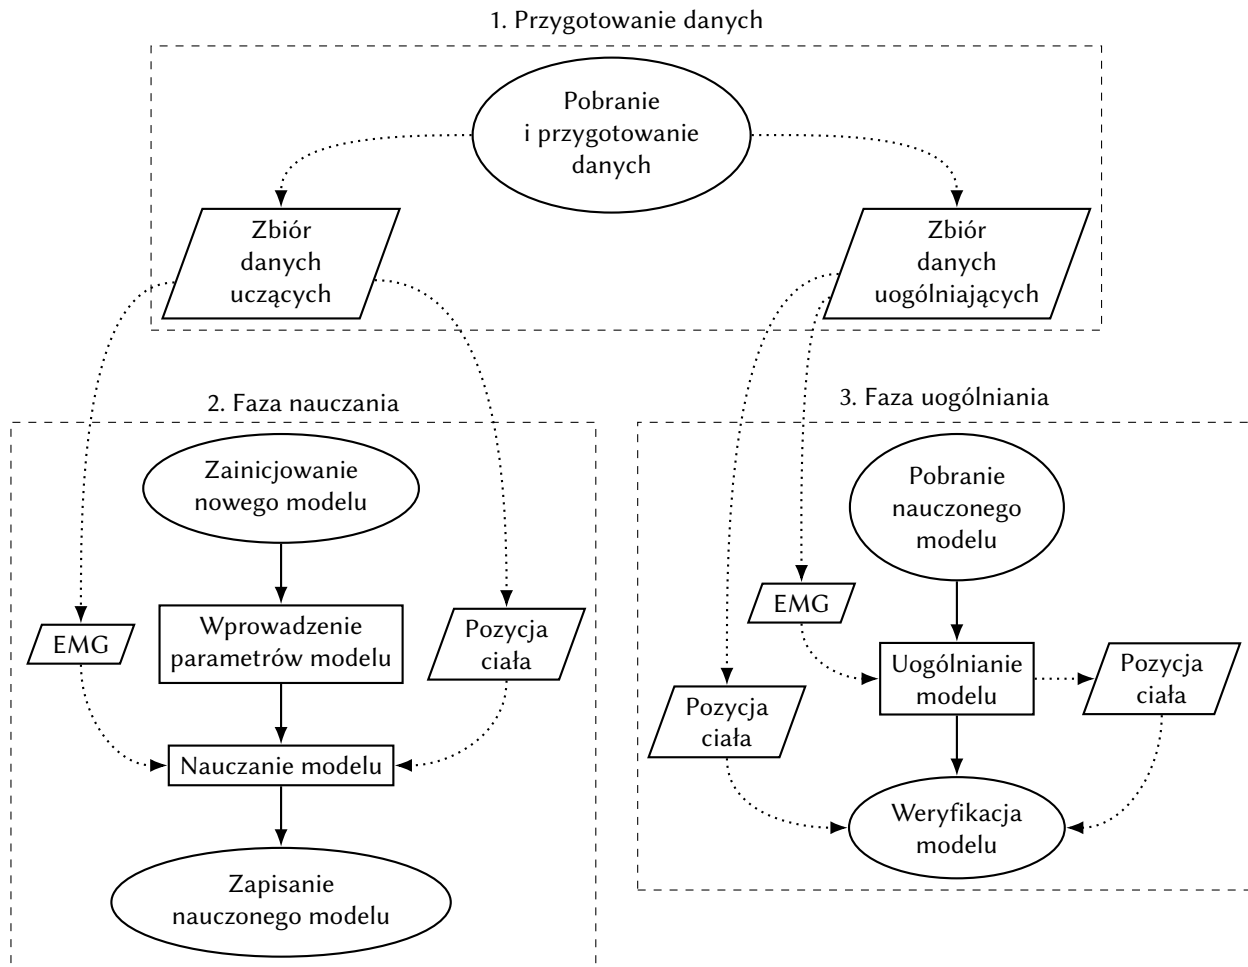 1. Przygotowanie danych
Pobranie
i przygotowanie
danych
Zbiór
danych
uczących
Zbiór
danych
uogólniających
2. Faza nauczania
Zainicjowanie
nowego modelu
EMG
Wprowadzenie
parametrów modelu
Pozycja
ciała
Nauczanie modelu
Zapisanie
nauczonego modelu
3. Faza uogólniania
Pobranie
nauczonego
modelu
EMG
Uogólnianie
modelu
Pozycja
ciała
Pozycja
ciała
Weryfikacja
modelu